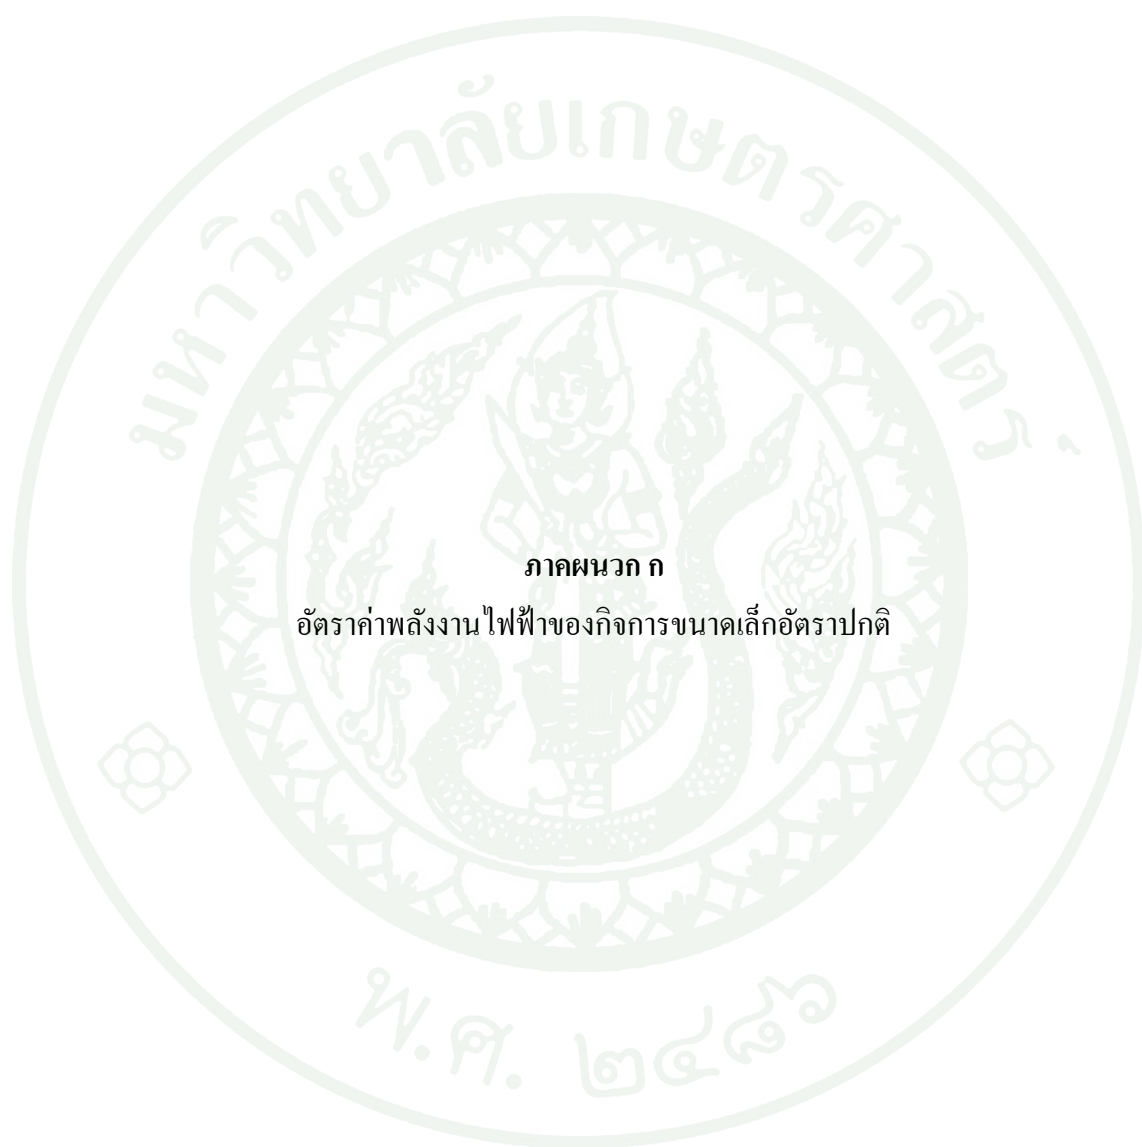 มหาวิทยาลัยเกษตรศาสตร์
ภาคผนวก ก
อัตราค่าพลังงานไฟฟ้าของกิจการขนาดเล็กอัตราปกติ
พ.ศ. ๒๔๘๖